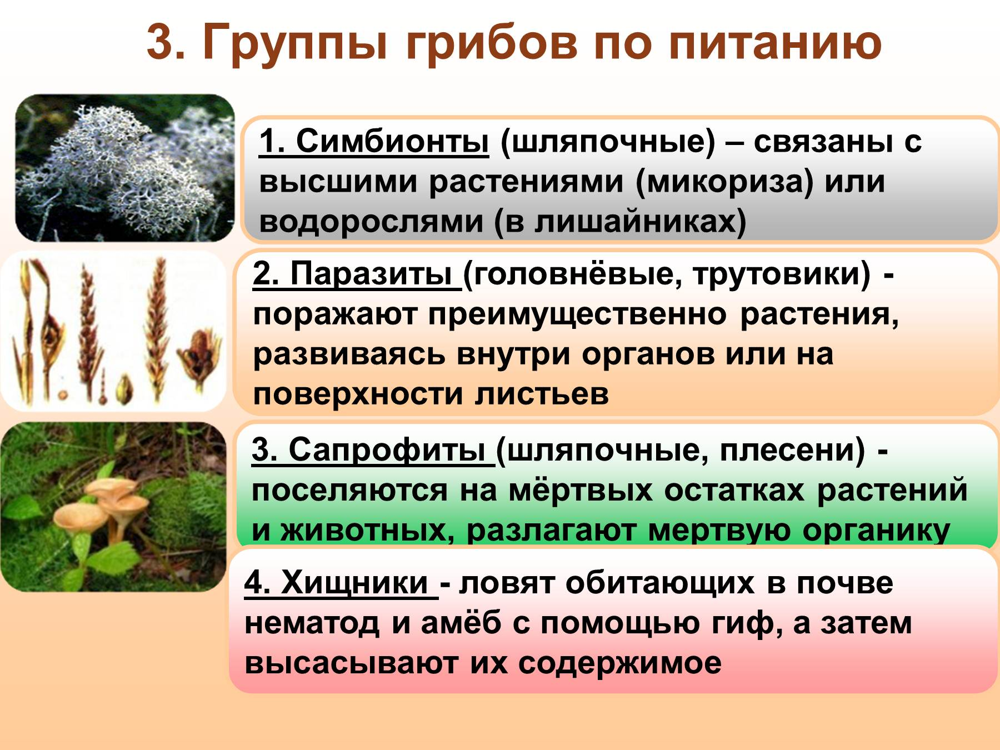 3. Группы грибов по питанию
1. Симбионты (шляпочные) – связаны с
высшими растениями (микориза) или
водорослями (в лишайниках)
2. Паразиты (головнёвые, трутовики) -
поражают преимущественно растения,
развиваясь внутри органов или на
поверхности листьев
3. Сапрофиты (шляпочные, плесени) -
поселяются на мёртвых остатках растений
и животных, разлагают мертвую органику
4. Хищники - ловят обитающих в почве
нематод и амёб с помощью гиф, а затем
высасывают их содержимое